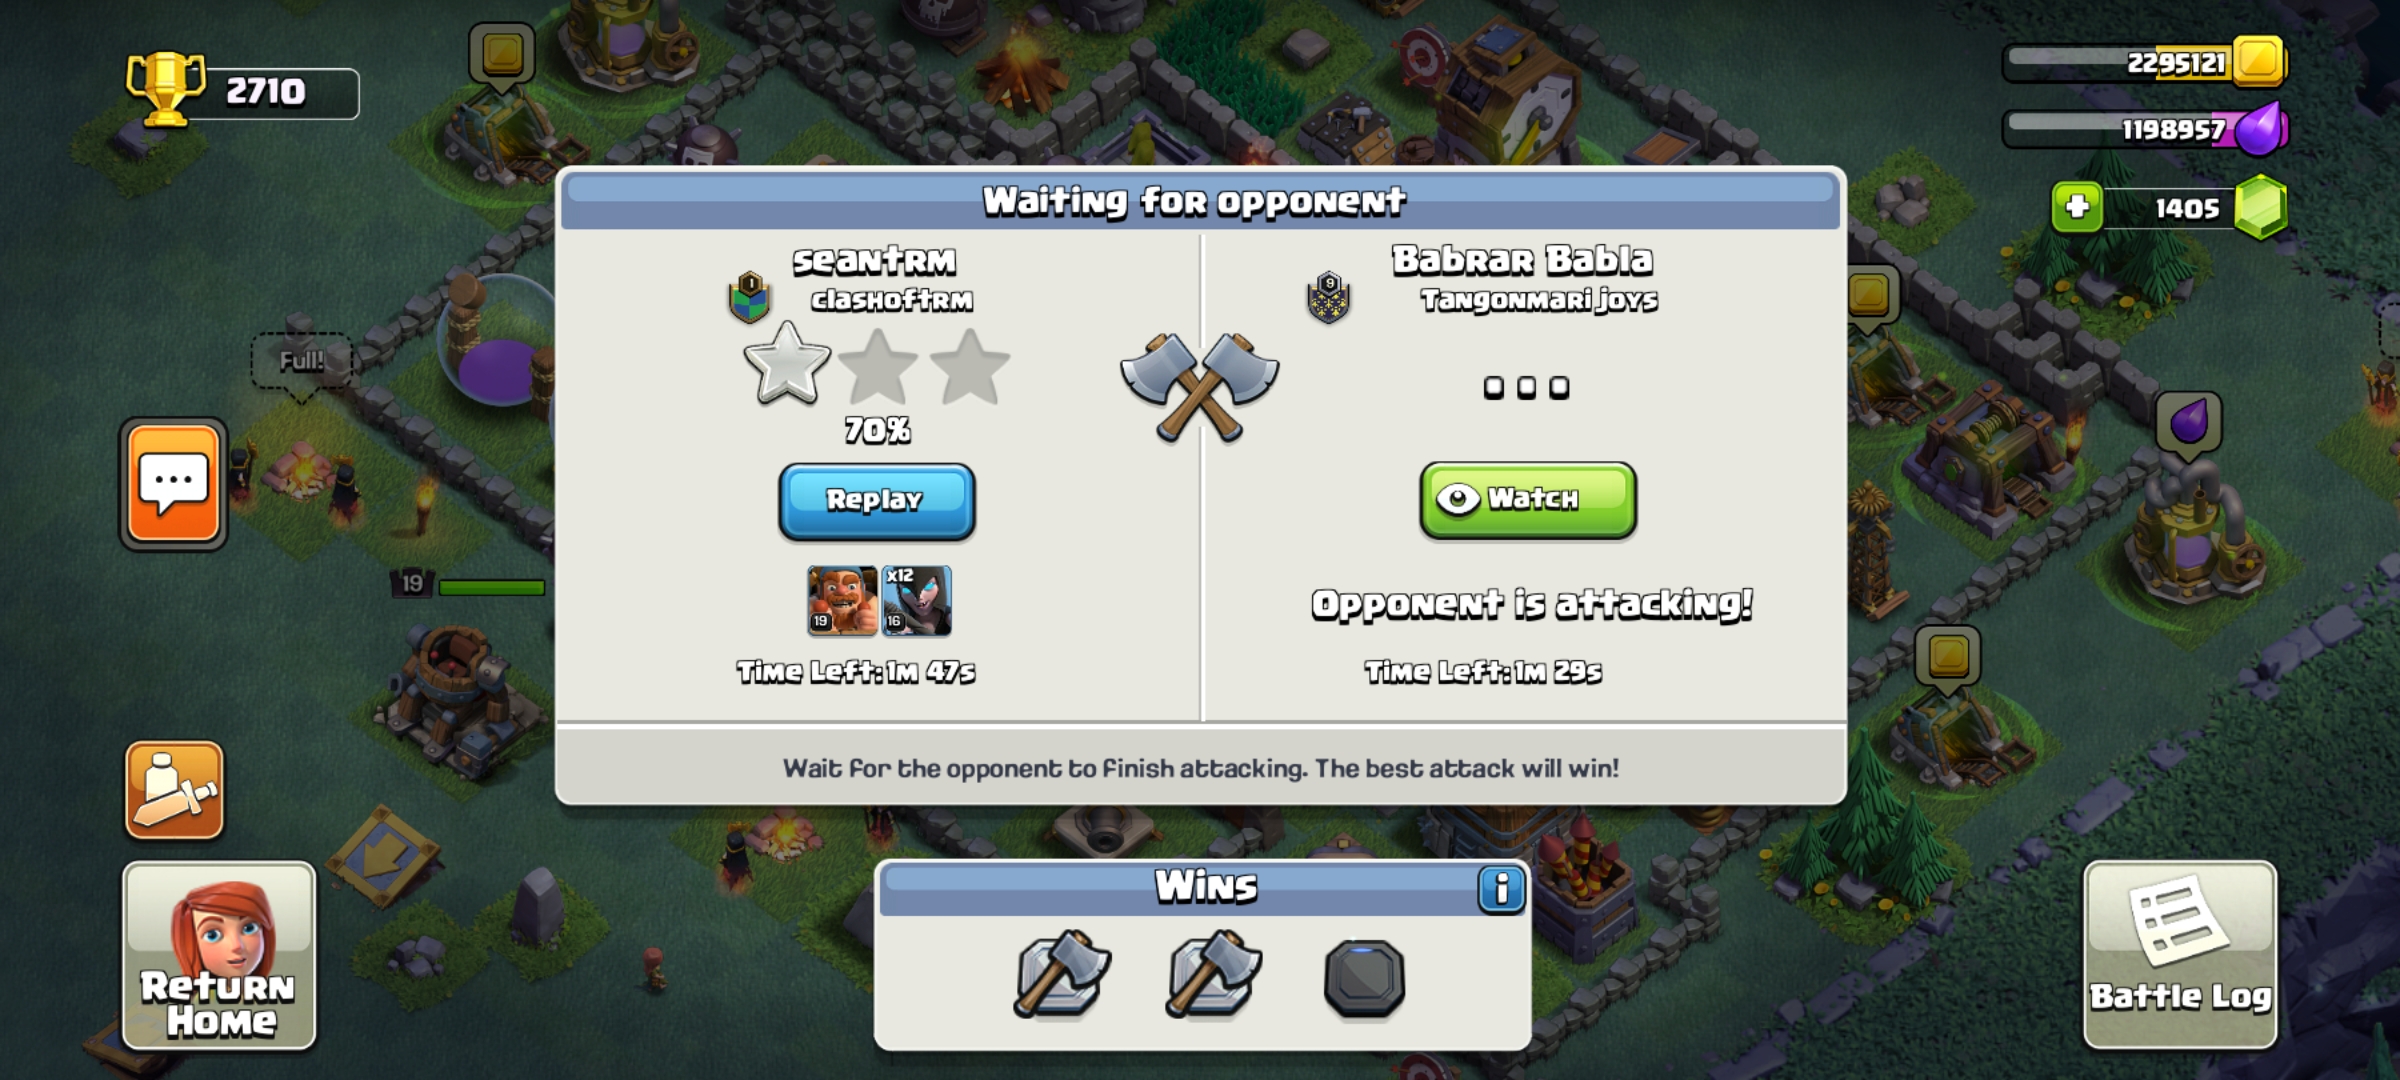 2710
2295121
1198957
1405
Waiting for opponent
seantrm
1
clashoftrm
70%
Replay
x12
19
16
Time Left:1m 47s
Babrar Babla
9
Tangonmari joys
Watch
Opponent is attacking!
Time Left:1m 29s
Wait for the opponent to finish attacking. The best attack will win!
Full!
19
Wins
i
Return
Home
Battle Log